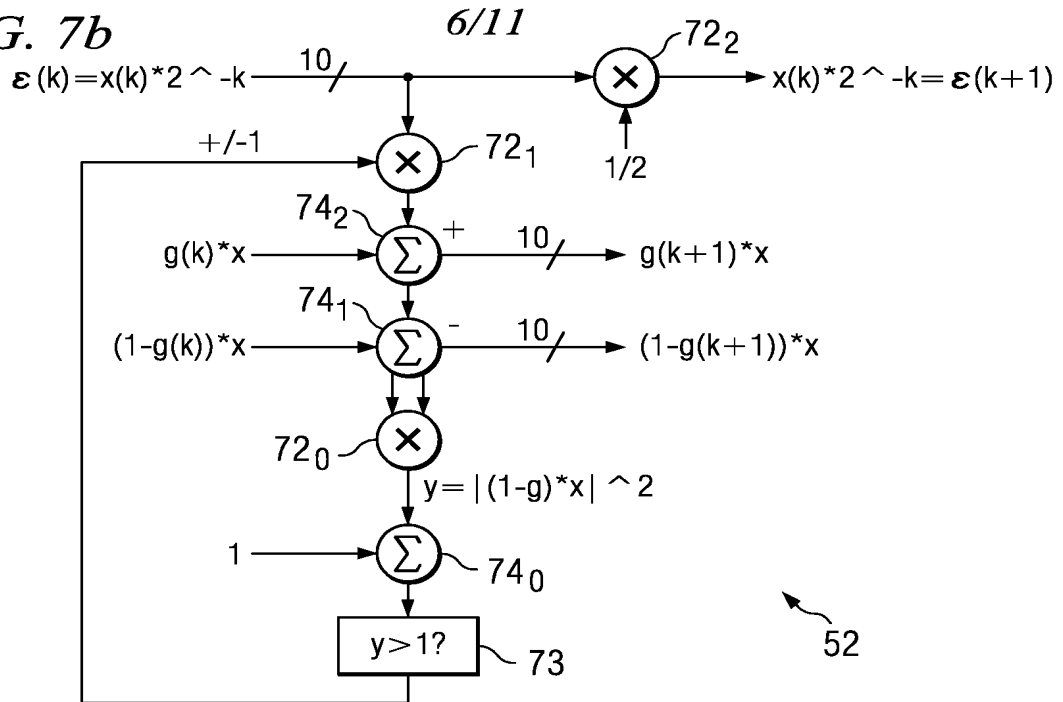 G. 7b
6/11
ε(k)=x(k)*2 ^ -k
10
72₂
x(k)*2 ^ -k= ε(k+1)
1/2
+/-1
72₁
74₂
+
g(k)*x
10
g(k+1)*x
74₁
-
(1-g(k))*x
10
(1-g(k+1))*x
72₀
y=|(1-g)*x| ^2
1
74₀
y>1?
73
52